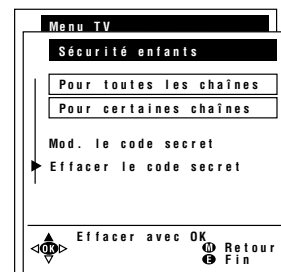 Menu TV
Sécurité enfants
Pour toutes les chaînes
Pour certaines chaînes
Mod. le code secret
Effacer le code secret
Effacer avec OK
OK
M Retour
E Fin